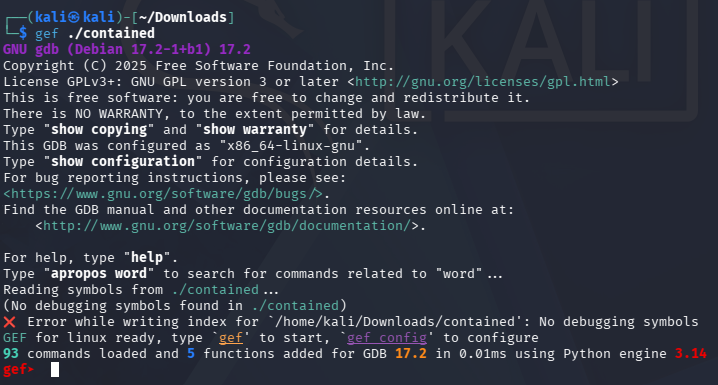 ┌──(kali㉿kali)-[~/Downloads]
└─$ gef ./contained
GNU gdb (Debian 17.2-1+b1) 17.2
Copyright (C) 2025 Free Software Foundation, Inc.
License GPLv3+: GNU GPL version 3 or later <http://gnu.org/licenses/gpl.html>
This is free software: you are free to change and redistribute it.
There is NO WARRANTY, to the extent permitted by law.
Type "show copying" and "show warranty" for details.
This GDB was configured as "x86_64-linux-gnu".
Type "show configuration" for configuration details.
For bug reporting instructions, please see:
<https://www.gnu.org/software/gdb/bugs/>.
Find the GDB manual and other documentation resources online at:
    <http://www.gnu.org/software/gdb/documentation/>.

For help, type "help".
Type "apropos word" to search for commands related to "word"...
Reading symbols from ./contained...
(No debugging symbols found in ./contained)
❌ Error while writing index for `/home/kali/Downloads/contained': No debugging symbols
GEF for linux ready, type `gef' to start, `gef config' to configure
93 commands loaded and 5 functions added for GDB 17.2 in 0.01ms using Python engine 3.14
gef➤
KALI